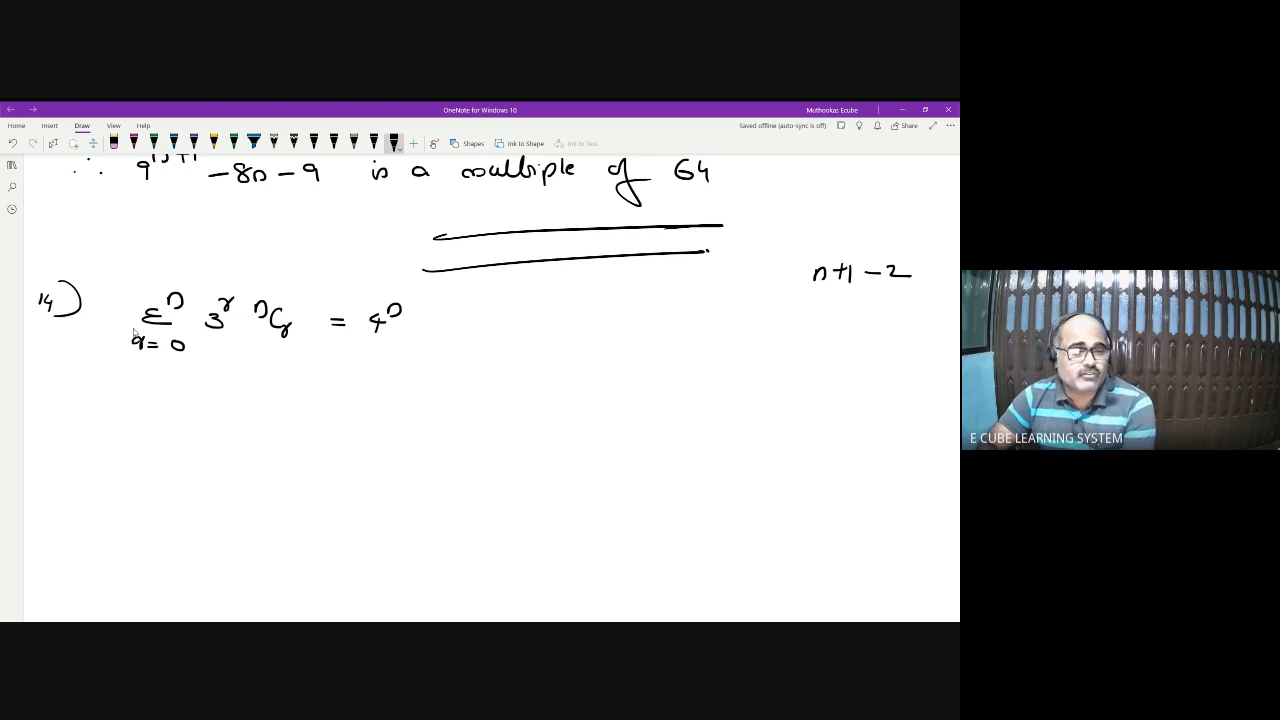 OneNote for Windows 10
Muthookas Ecube
Home Insert Draw View Help
Saved offline (auto-sync is off)
Share
Shapes
Ink to Shape
Ink to Text
∴ 9ⁿ⁺¹ – 8n – 9 is a multiple of 64
n+1 – 2
14) Σⁿ 3ʳ ⁿCᵣ = 4ⁿ
r = 0
E CUBE LEARNING SYSTEM